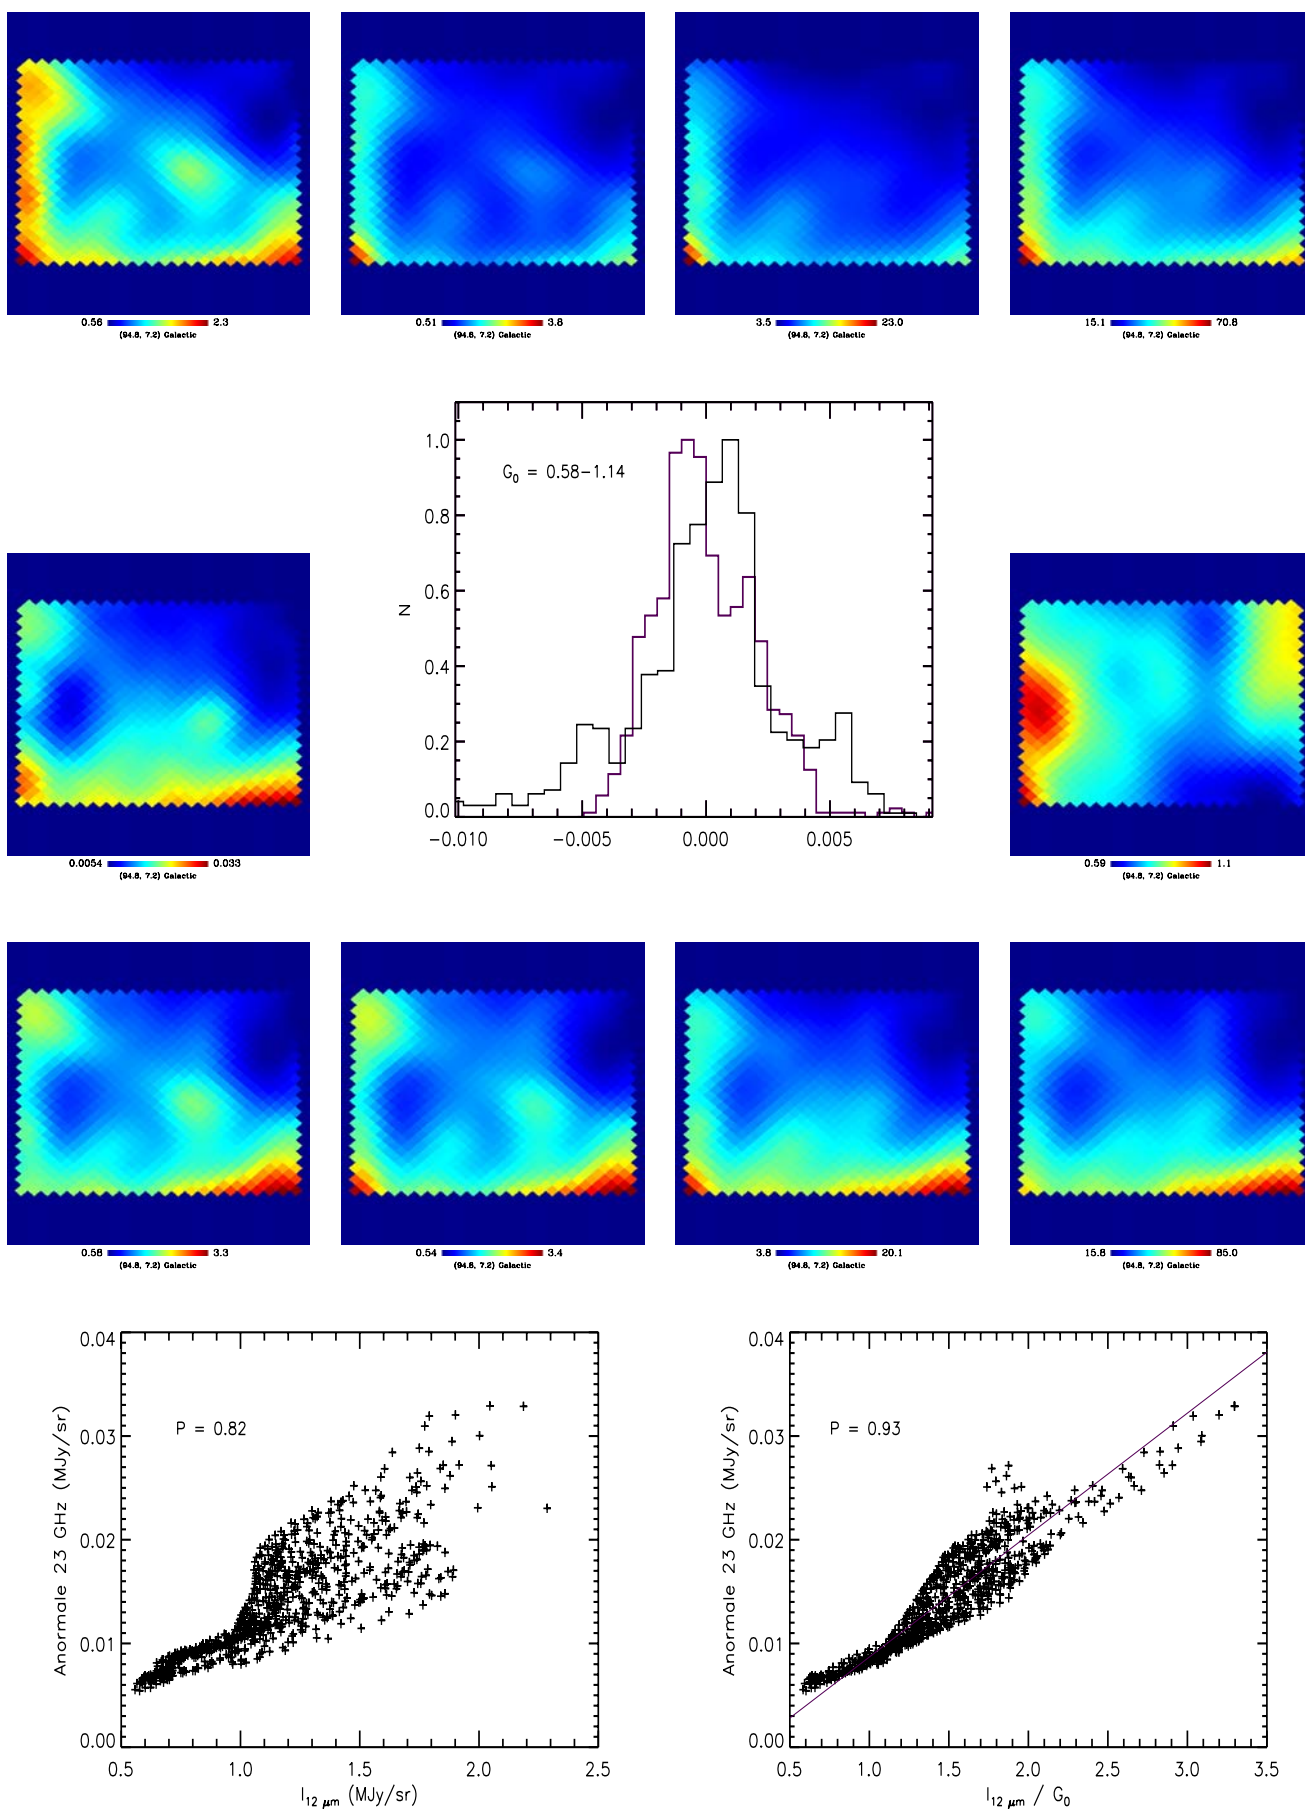 0.56 2.3
(94.8, 7.2) Galactic
0.51 3.8
(94.8, 7.2) Galactic
3.5 23.0
(94.8, 7.2) Galactic
15.1 70.8
(94.8, 7.2) Galactic
G₀ = 0.58−1.14
N
1.0
0.8
0.6
0.4
0.2
0.0
−0.010 −0.005 0.000 0.005
0.0054 0.033
(94.8, 7.2) Galactic
0.59 1.1
(94.8, 7.2) Galactic
0.58 3.3
(94.8, 7.2) Galactic
0.54 3.4
(94.8, 7.2) Galactic
3.8 20.1
(94.8, 7.2) Galactic
15.8 85.0
(94.8, 7.2) Galactic
P = 0.82
Anormale 23 GHz (MJy/sr)
0.04
0.03
0.02
0.01
0.00
0.5 1.0 1.5 2.0 2.5
I₁₂ μm (MJy/sr)
P = 0.93
Anormale 23 GHz (MJy/sr)
0.04
0.03
0.02
0.01
0.00
0.5 1.0 1.5 2.0 2.5 3.0 3.5
I₁₂ μm / G₀